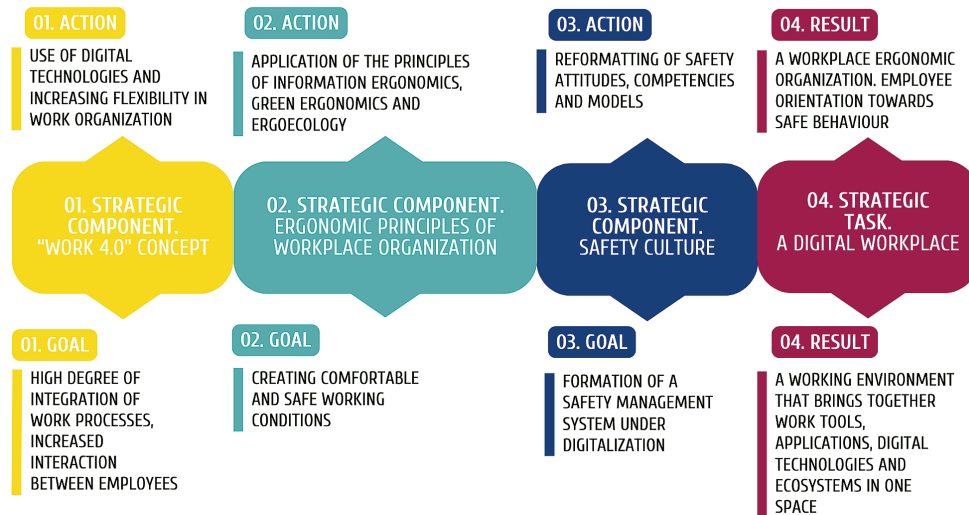 01. ACTION
USE OF DIGITAL
TECHNOLOGIES AND
INCREASING FLEXIBILITY IN
WORK ORGANIZATION
02. ACTION
APPLICATION OF THE PRINCIPLES
OF INFORMATION ERGONOMICS,
GREEN ERGONOMICS AND
ERGOECOLOGY
03. ACTION
REFORMATTING OF SAFETY
ATTITUDES, COMPETENCIES
AND MODELS
04. RESULT
A WORKPLACE ERGONOMIC
ORGANIZATION. EMPLOYEE
ORIENTATION TOWARDS
SAFE BEHAVIOUR
01. STRATEGIC
COMPONENT.
“WORK 4.0" CONCEPT
02. STRATEGIC COMPONENT.
ERGONOMIC PRINCIPLES OF
WORKPLACE ORGANIZATION
03. STRATEGIC
COMPONENT.
SAFETY CULTURE
04. STRATEGIC
TASK.
A DIGITAL WORKPLACE
01. GOAL
HIGH DEGREE OF
INTEGRATION OF
WORK PROCESSES,
INCREASED
INTERACTION
BETWEEN EMPLOYEES
02. GOAL
CREATING COMFORTABLE
AND SAFE WORKING
CONDITIONS
03. GOAL
FORMATION OF A
SAFETY MANAGEMENT
SYSTEM UNDER
DIGITALIZATION
04. RESULT
A WORKING ENVIRONMENT
THAT BRINGS TOGETHER
WORK TOOLS,
APPLICATIONS, DIGITAL
TECHNOLOGIES AND
ECOSYSTEMS IN ONE
SPACE